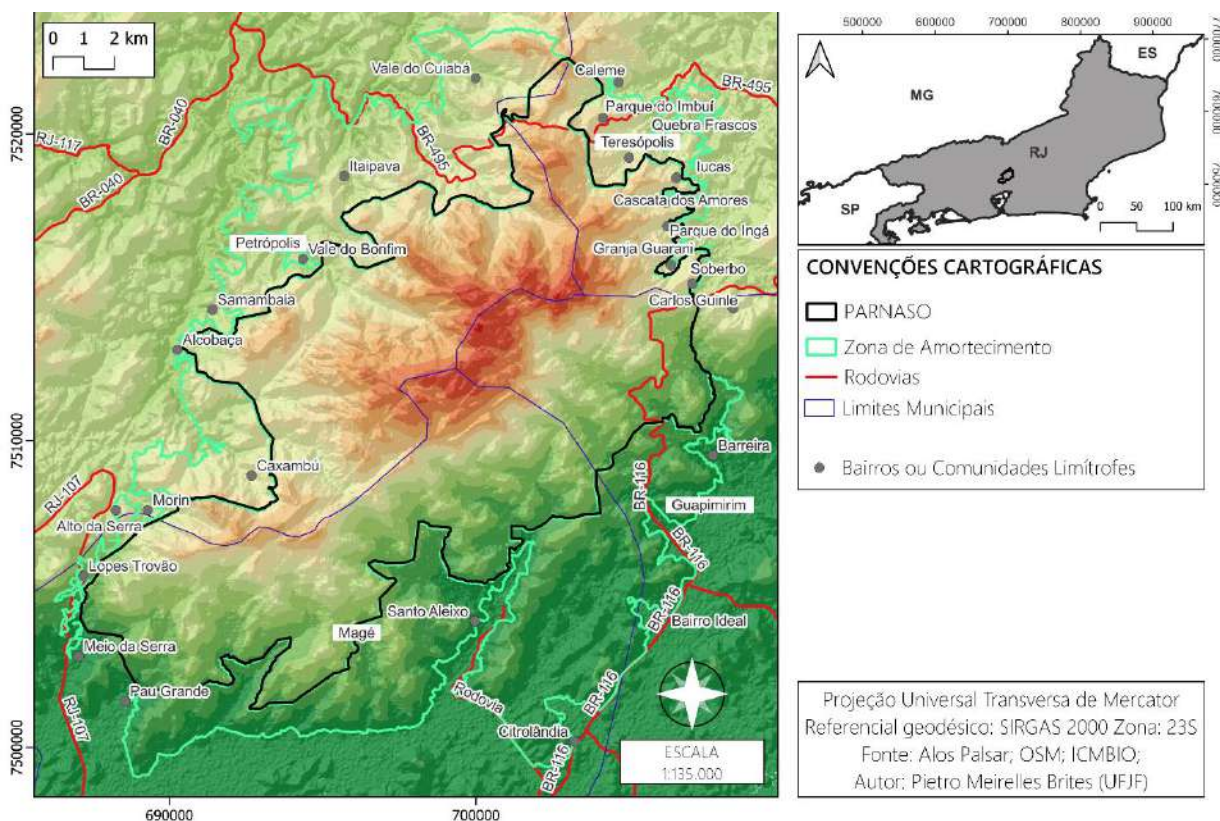 0 1 2 km
Vale do Cuiabá
Caleme
BR-495
BR-040
Parque do Imbuí
Quebra Frascos
7520000
RJ-117
BR-495
Teresópolis
BR-040
Itaipava
Iucas
Cascata dos Amores
Petrópolis
Vale do Bonfim
Parque do Ingá
Granja Guarani
Soberbo
Samambaia
Carlos Guinle
Alcobaça
7510000
Barreira
Caxambú
RJ-107
BR-116
Morin
Guapimirim
Alto da Serra
BR-116
Lopes Trovão
Santo Aleixo
BR-116
Bairro Ideal
Magé
Meio da Serra
Pau Grande
Rodovia
BR-116
RJ-107
Citrolândia
7500000
ESCALA
1:135.000
BR-116
690000
700000
500000 600000 700000 800000 900000
ES
MG
RJ
SP
0 50 100 km
CONVENÇÕES CARTOGRÁFICAS
PARNASO
Zona de Amortecimento
Rodovias
Limites Municipais
Bairros ou Comunidades Limítrofes
Projeção Universal Transversa de Mercator
Referencial geodésico: SIRGAS 2000 Zona: 23S
Fonte: Alos Palsar; OSM; ICMBIO;
Autor: Pietro Meirelles Brites (UFJF)